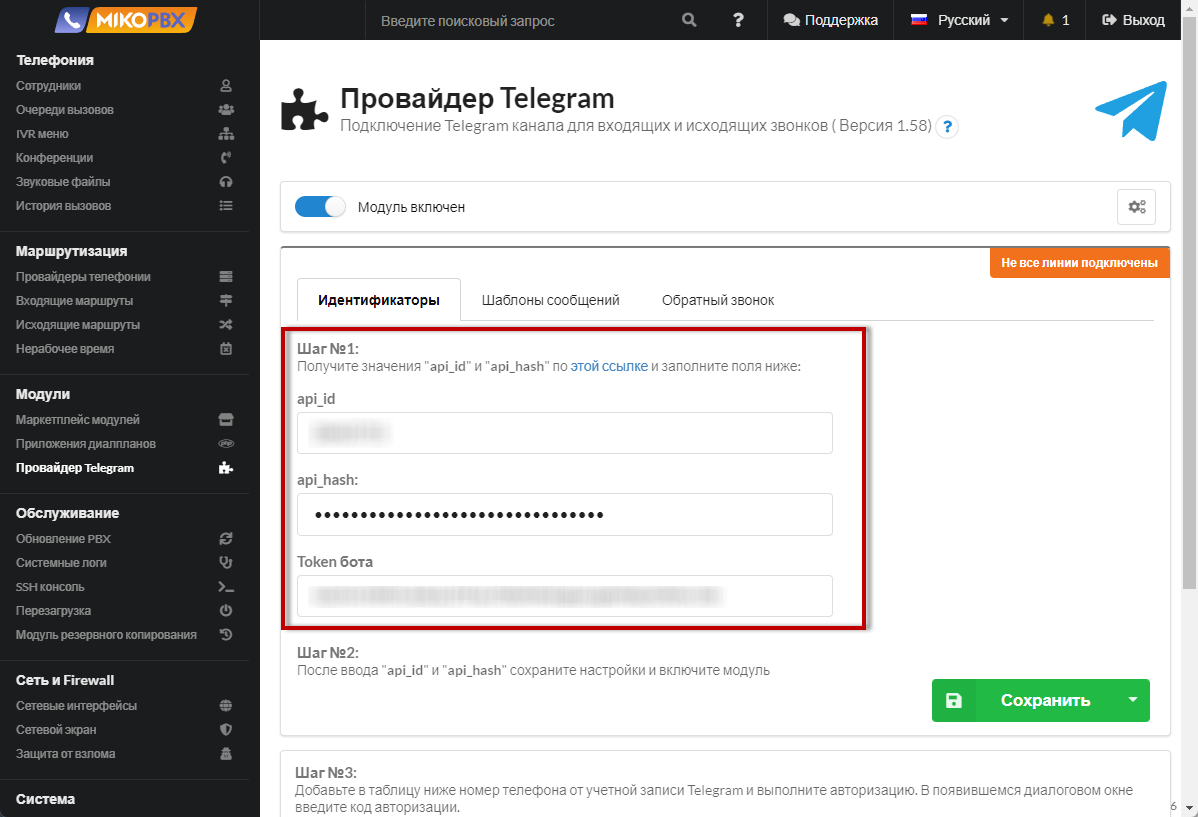 MIKOPBX
Введите поисковый запрос
?
Поддержка
Русский
1
Выход
Телефония
Сотрудники
Очереди вызовов
IVR меню
Конференции
Звуковые файлы
История вызовов
Маршрутизация
Провайдеры телефонии
Входящие маршруты
Исходящие маршруты
Нерабочее время
Модули
Маркетплейс модулей
Приложения диалпланов
Провайдер Telegram
Обслуживание
Обновление PBX
Системные логи
SSH консоль
Перезагрузка
Модуль резервного копирования
Сеть и Firewall
Сетевые интерфейсы
Сетевой экран
Защита от взлома
Система
Провайдер Telegram
Подключение Telegram канала для входящих и исходящих звонков ( Версия 1.58) ?
Модуль включен
Не все линии подключены
Идентификаторы
Шаблоны сообщений
Обратный звонок
Шаг №1:
Получите значения "api_id" и "api_hash" по этой ссылке и заполните поля ниже:
api_id
api_hash:
Token бота
Шаг №2:
После ввода "api_id" и "api_hash" сохраните настройки и включите модуль
Сохранить
Шаг №3:
Добавьте в таблицу ниже номер телефона от учетной записи Telegram и выполните авторизацию. В появившемся диалоговом окне
введите код авторизации.
6